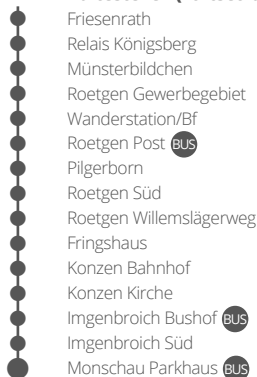 Friesenrath
Relais Königsberg
Münsterbildchen
Roetgen Gewerbegebiet
Wanderstation/Bf
Roetgen Post BUS
Pilgerborn
Roetgen Süd
Roetgen Willemslägerweg
Fringshaus
Konzen Bahnhof
Konzen Kirche
Imgenbroich Bushof BUS
Imgenbroich Süd
Monschau Parkhaus BUS